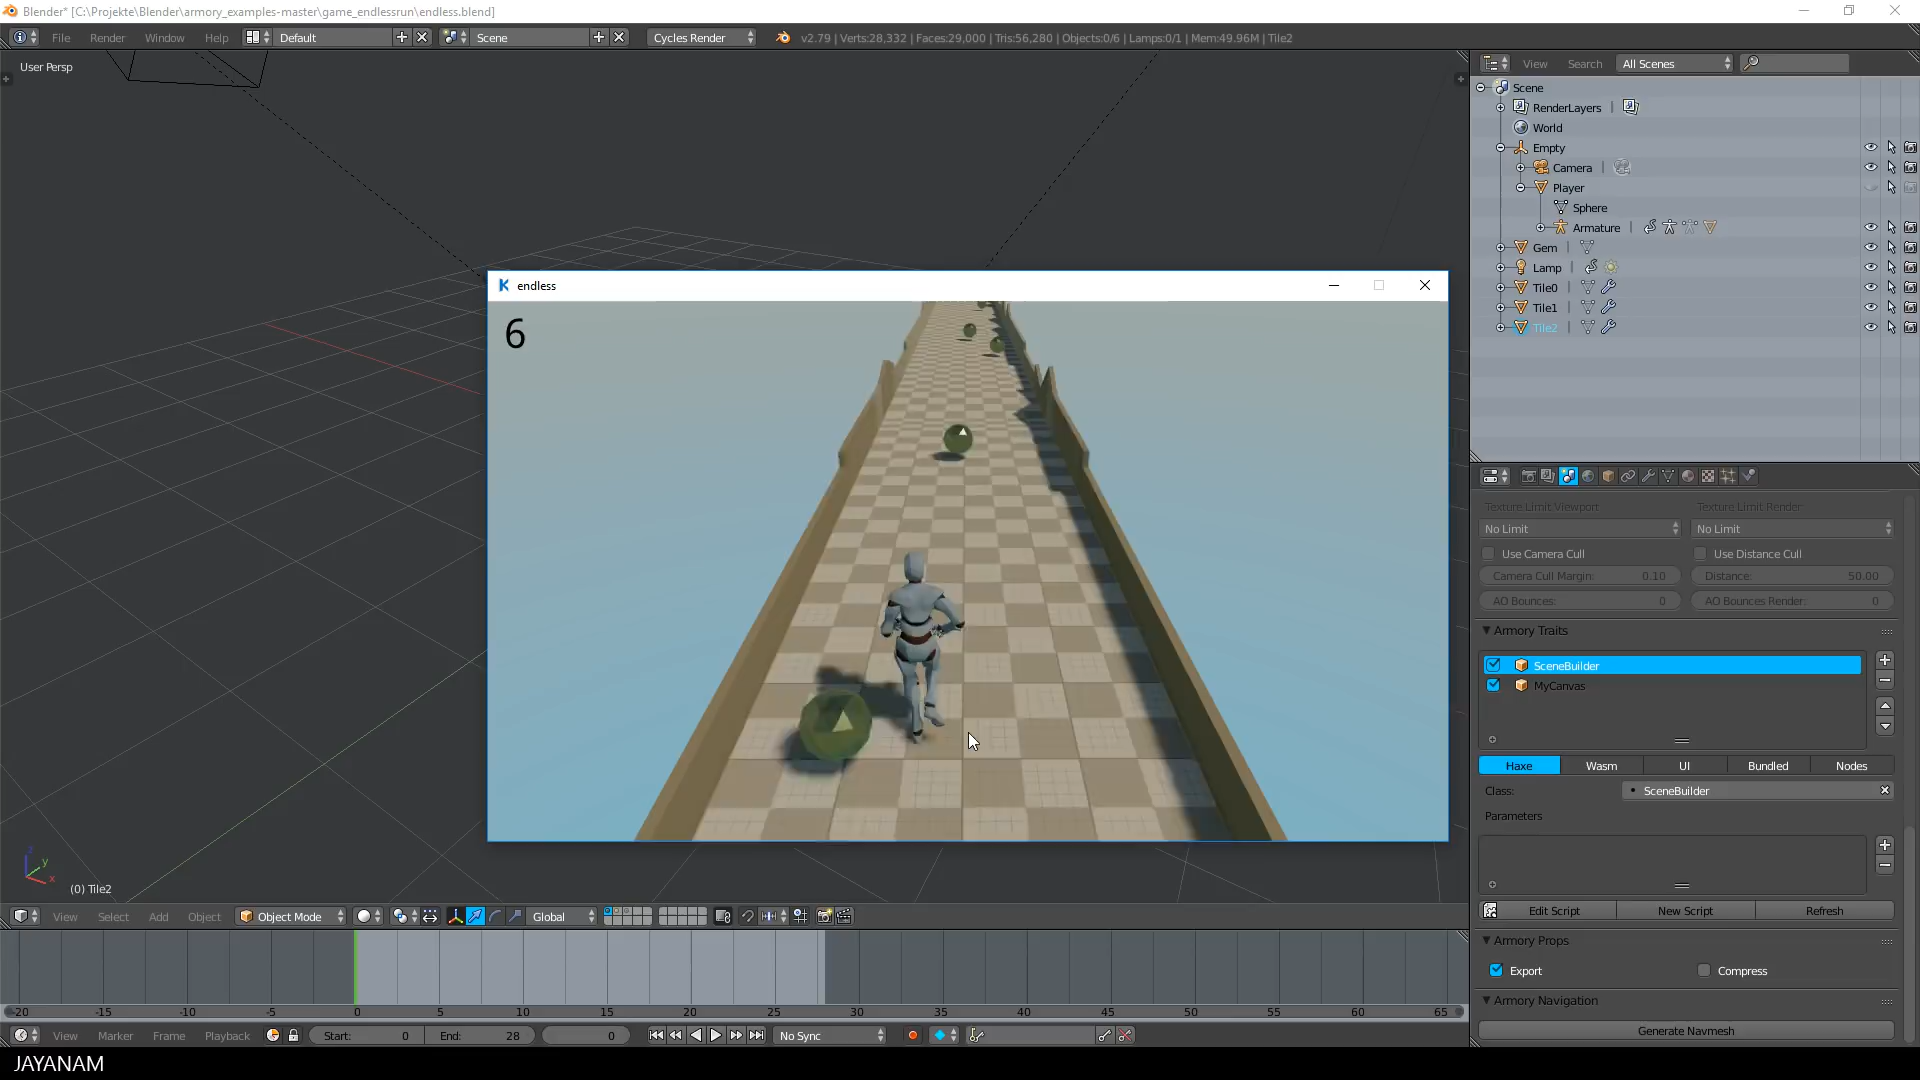 Blender* [C:\Projekte\Blender\armory_examples-master\game_endlessrun\endless.blend]
File Render Window Help Default Scene Cycles Render v2.79 | Verts:28,332 | Faces:29,000 | Tris:56,280 | Objects:0/6 | Lamps:0/1 | Mem:49.96M | Tile2
User Persp
View Search All Scenes
Scene
RenderLayers
World
Empty
Camera
Player
Sphere
Armature
Gem
Lamp
Tile0
Tile1
Tile2
endless
6
Texture Limit Viewport Texture Limit Render
No Limit No Limit
Use Camera Cull Use Distance Cull
Camera Cull Margin: 0.10 Distance: 50.00
AO Bounces: 0 AO Bounces Render: 0
Armory Traits
SceneBuilder
MyCanvas
Haxe Wasm UI Bundled Nodes
Class: SceneBuilder
Parameters
Edit Script New Script Refresh
Armory Props
Export Compress
Armory Navigation
Generate Navmesh
z
y
x
(0) Tile2
View Select Add Object Object Mode Global
-20 -15 -10 -5 0 5 10 15 20 25 30 35 40 45 50 55 60 65
View Marker Frame Playback Start: 0 End: 28 0 No Sync
JAYANAM